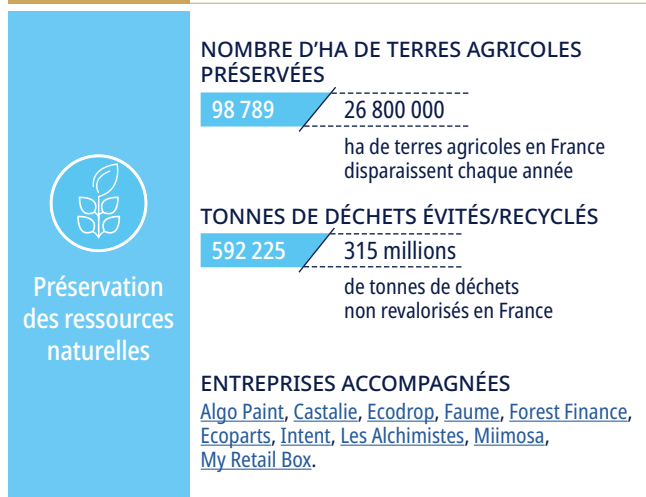 Préservation
des ressources
naturelles
NOMBRE D'HA DE TERRES AGRICOLES
PRÉSERVÉES
98 789
26 800 000
ha de terres agricoles en France
disparaissent chaque année
TONNES DE DÉCHETS ÉVITÉS/RECYCLÉS
592 225
315 millions
de tonnes de déchets
non revalorisés en France
ENTREPRISES ACCOMPAGNÉES
Algo Paint, Castalie, Ecodrop, Faume, Forest Finance,
Ecoparts, Intent, Les Alchimistes, Miimosa,
My Retail Box.